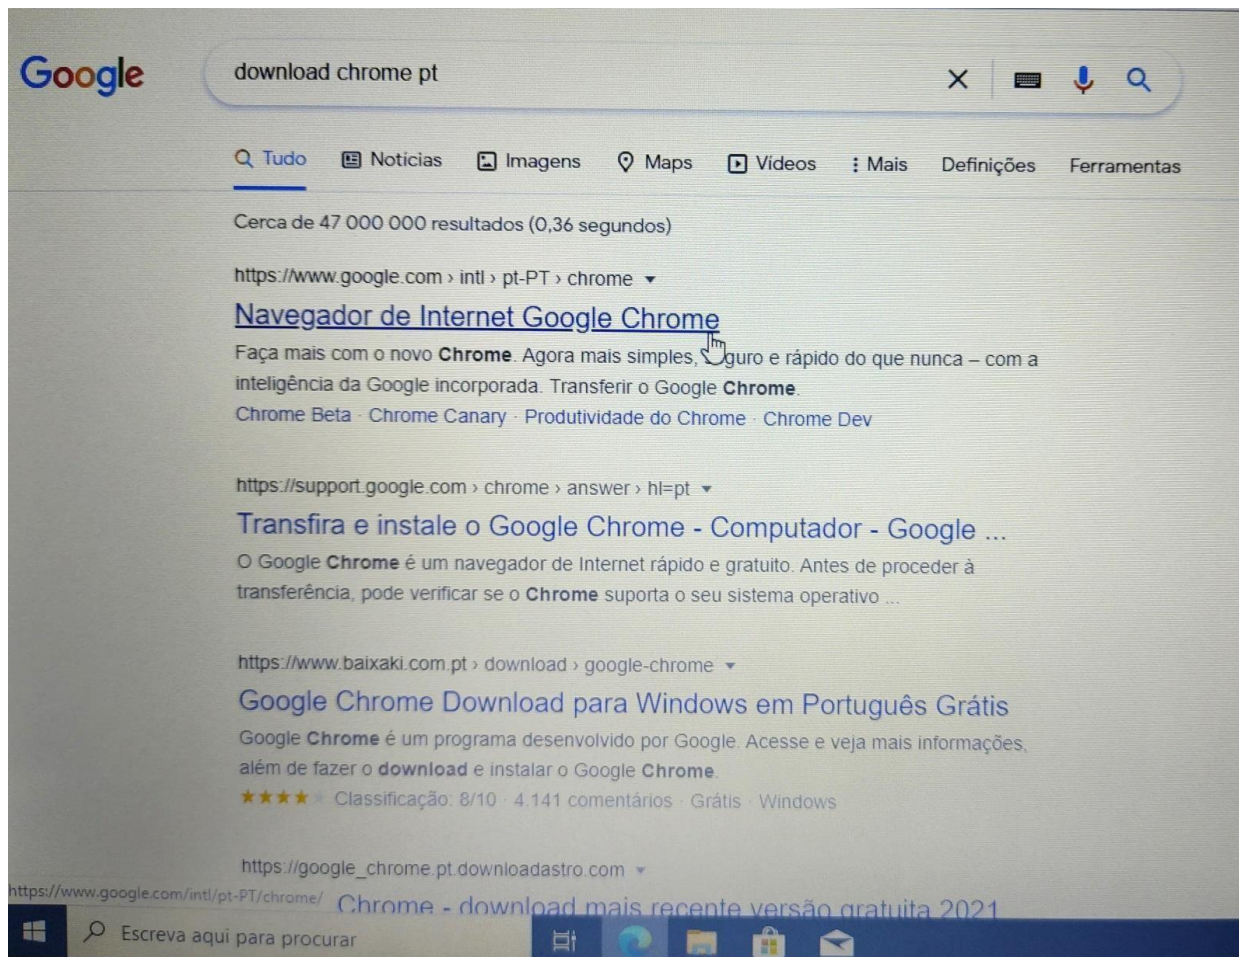 Google
download chrome pt
Tudo Notícias Imagens Maps Vídeos Mais Definições Ferramentas
Cerca de 47 000 000 resultados (0,36 segundos)
https://www.google.com › intl › pt-PT › chrome
Navegador de Internet Google Chrome
Faça mais com o novo Chrome. Agora mais simples, guro e rápido do que nunca – com a
inteligência da Google incorporada. Transferir o Google Chrome.
Chrome Beta · Chrome Canary · Produtividade do Chrome · Chrome Dev
https://support.google.com › chrome › answer › hl=pt
Transfira e instale o Google Chrome - Computador - Google ...
O Google Chrome é um navegador de Internet rápido e gratuito. Antes de proceder à
transferência, pode verificar se o Chrome suporta o seu sistema operativo ...
https://www.baixaki.com.pt › download › google-chrome
Google Chrome Download para Windows em Português Grátis
Google Chrome é um programa desenvolvido por Google. Acesse e veja mais informações,
além de fazer o download e instalar o Google Chrome.
Classificação: 8/10 · 4.141 comentários · Grátis · Windows
https://google_chrome.pt.downloadastro.com
https://www.google.com/intl/pt-PT/chrome/
Chrome - download mais recente versão gratuita 2021
Escreva aqui para procurar